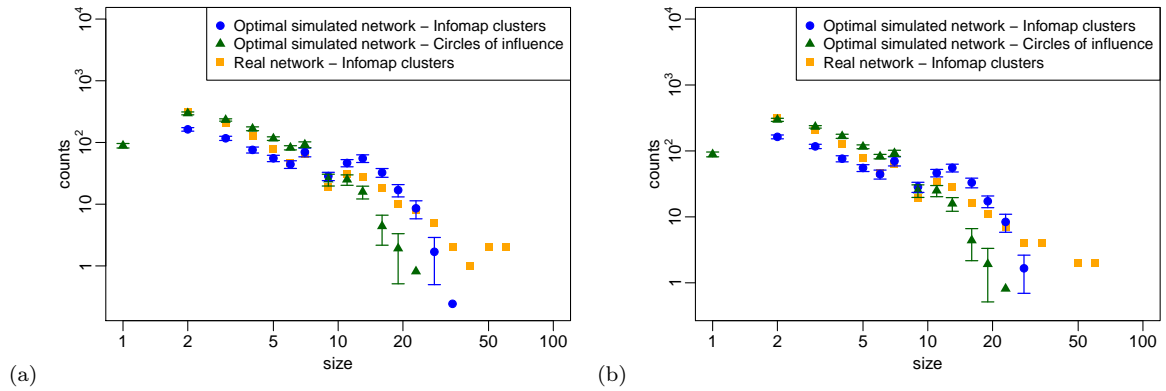 Optimal simulated network − Infomap clusters
Optimal simulated network − Circles of influence
Real network − Infomap clusters
counts
10^4
10^3
10^2
10
1
1 2 5 10 20 50 100
size
(a)
Optimal simulated network − Infomap clusters
Optimal simulated network − Circles of influence
Real network − Infomap clusters
counts
10^4
10^3
10^2
10
1
1 2 5 10 20 50 100
size
(b)